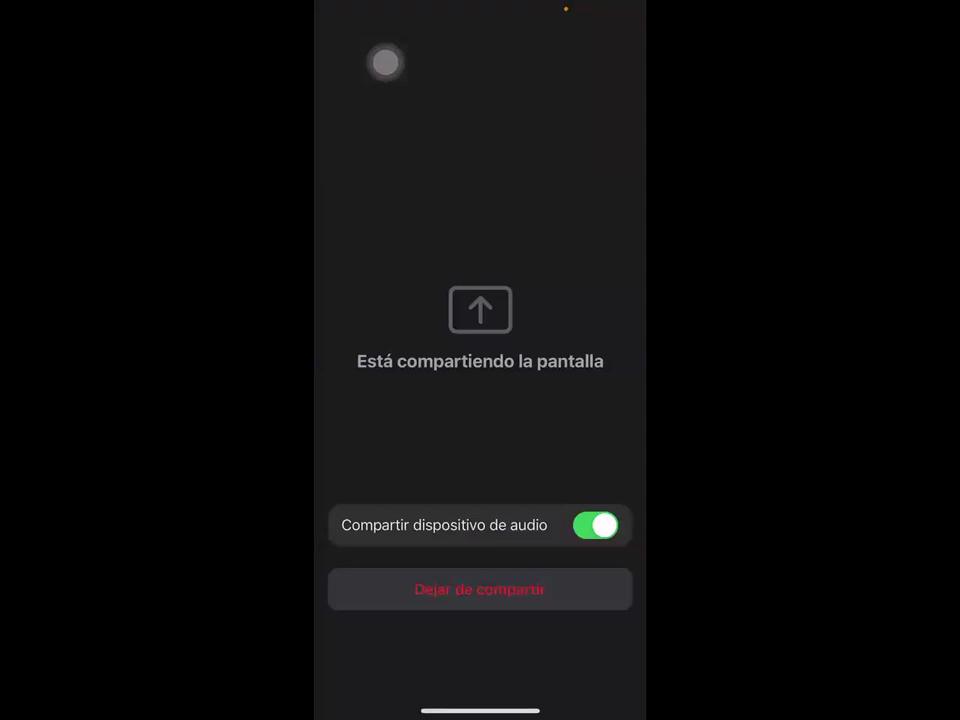 Está compartiendo la pantalla
Compartir dispositivo de audio
Dejar de compartir